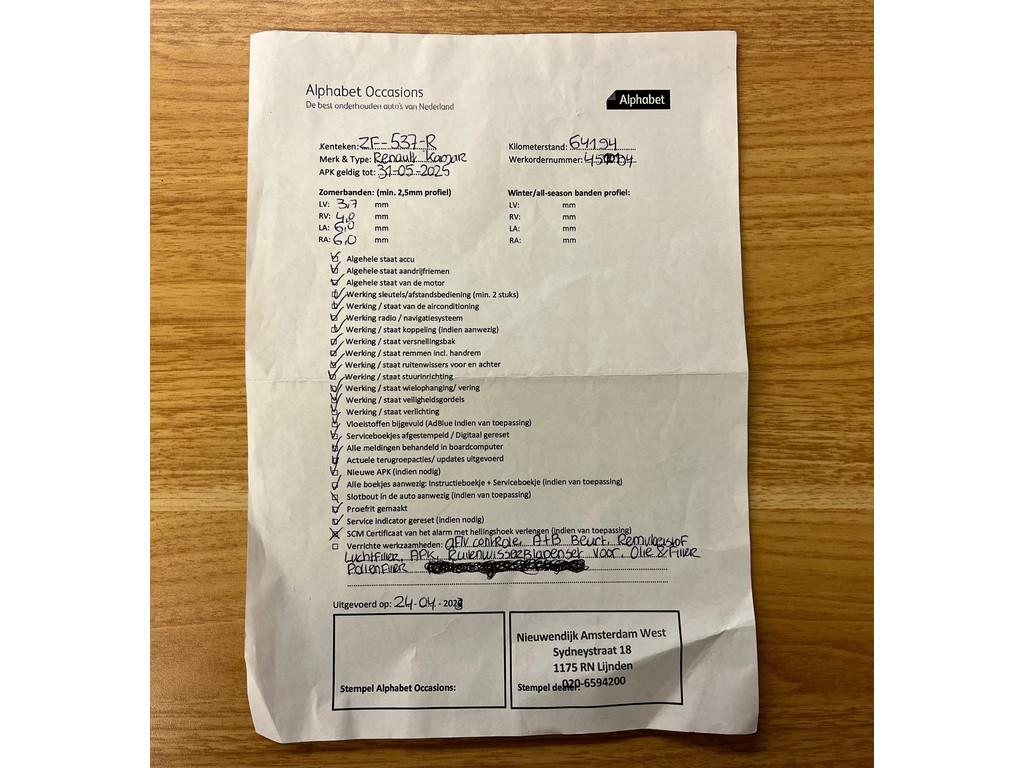 Alphabet Occasions
De best onderhouden auto's van Nederland
Alphabet
Kenteken: ZF-537-R
Kilometerstand: 64194
Merk & Type: Renault Kadjar
Werkordernummer:
APK geldig tot: 31-05-2025
Zomerbanden: (min. 2,5mm profiel)
Winter/all-season banden profiel:
LV: 3,7 mm
LV: mm
RV: 4,0 mm
RV: mm
LA: 6,0 mm
LA: mm
RA: 6,0 mm
RA: mm
Algehele staat accu
Algehele staat aandrijfriemen
Algehele staat van de motor
Werking sleutels/afstandsbediening (min. 2 stuks)
Werking / staat van de airconditioning
Werking radio / navigatiesysteem
Werking / staat koppeling (indien aanwezig)
Werking / staat versnellingsbak
Werking / staat remmen incl. handrem
Werking / staat ruitenwissers voor en achter
Werking / staat stuurinrichting
Werking / staat wielophanging/ vering
Werking / staat veiligheidsgordels
Werking / staat verlichting
Vloeistoffen bijgevuld (AdBlue indien van toepassing)
Serviceboekjes afgestempeld / Digitaal gereset
Alle meldingen behandeld in boardcomputer
Actuele terugroepacties/ updates uitgevoerd
Nieuwe APK (indien nodig)
Alle boekjes aanwezig: Instructieboekje + Serviceboekje (indien van toepassing)
Slotbout in de auto aanwezig (indien van toepassing)
Proefrit gemaakt
Service indicator gereset (indien nodig)
SCM Certificaat van het alarm met hellingshoek verlengen (indien van toepassing)
Verrichte werkzaamheden: controle, A+B Beurt, Remvloeistof
Luchtfilter, APK, Ruitenwisserbladenset voor, Olie & Filter
Pollenfilter
Uitgevoerd op: 24-04-2023
Nieuwendijk Amsterdam West
Sydneystraat 18
1175 RN Lijnden
020-6594200
Stempel Alphabet Occasions:
Stempel dealer: